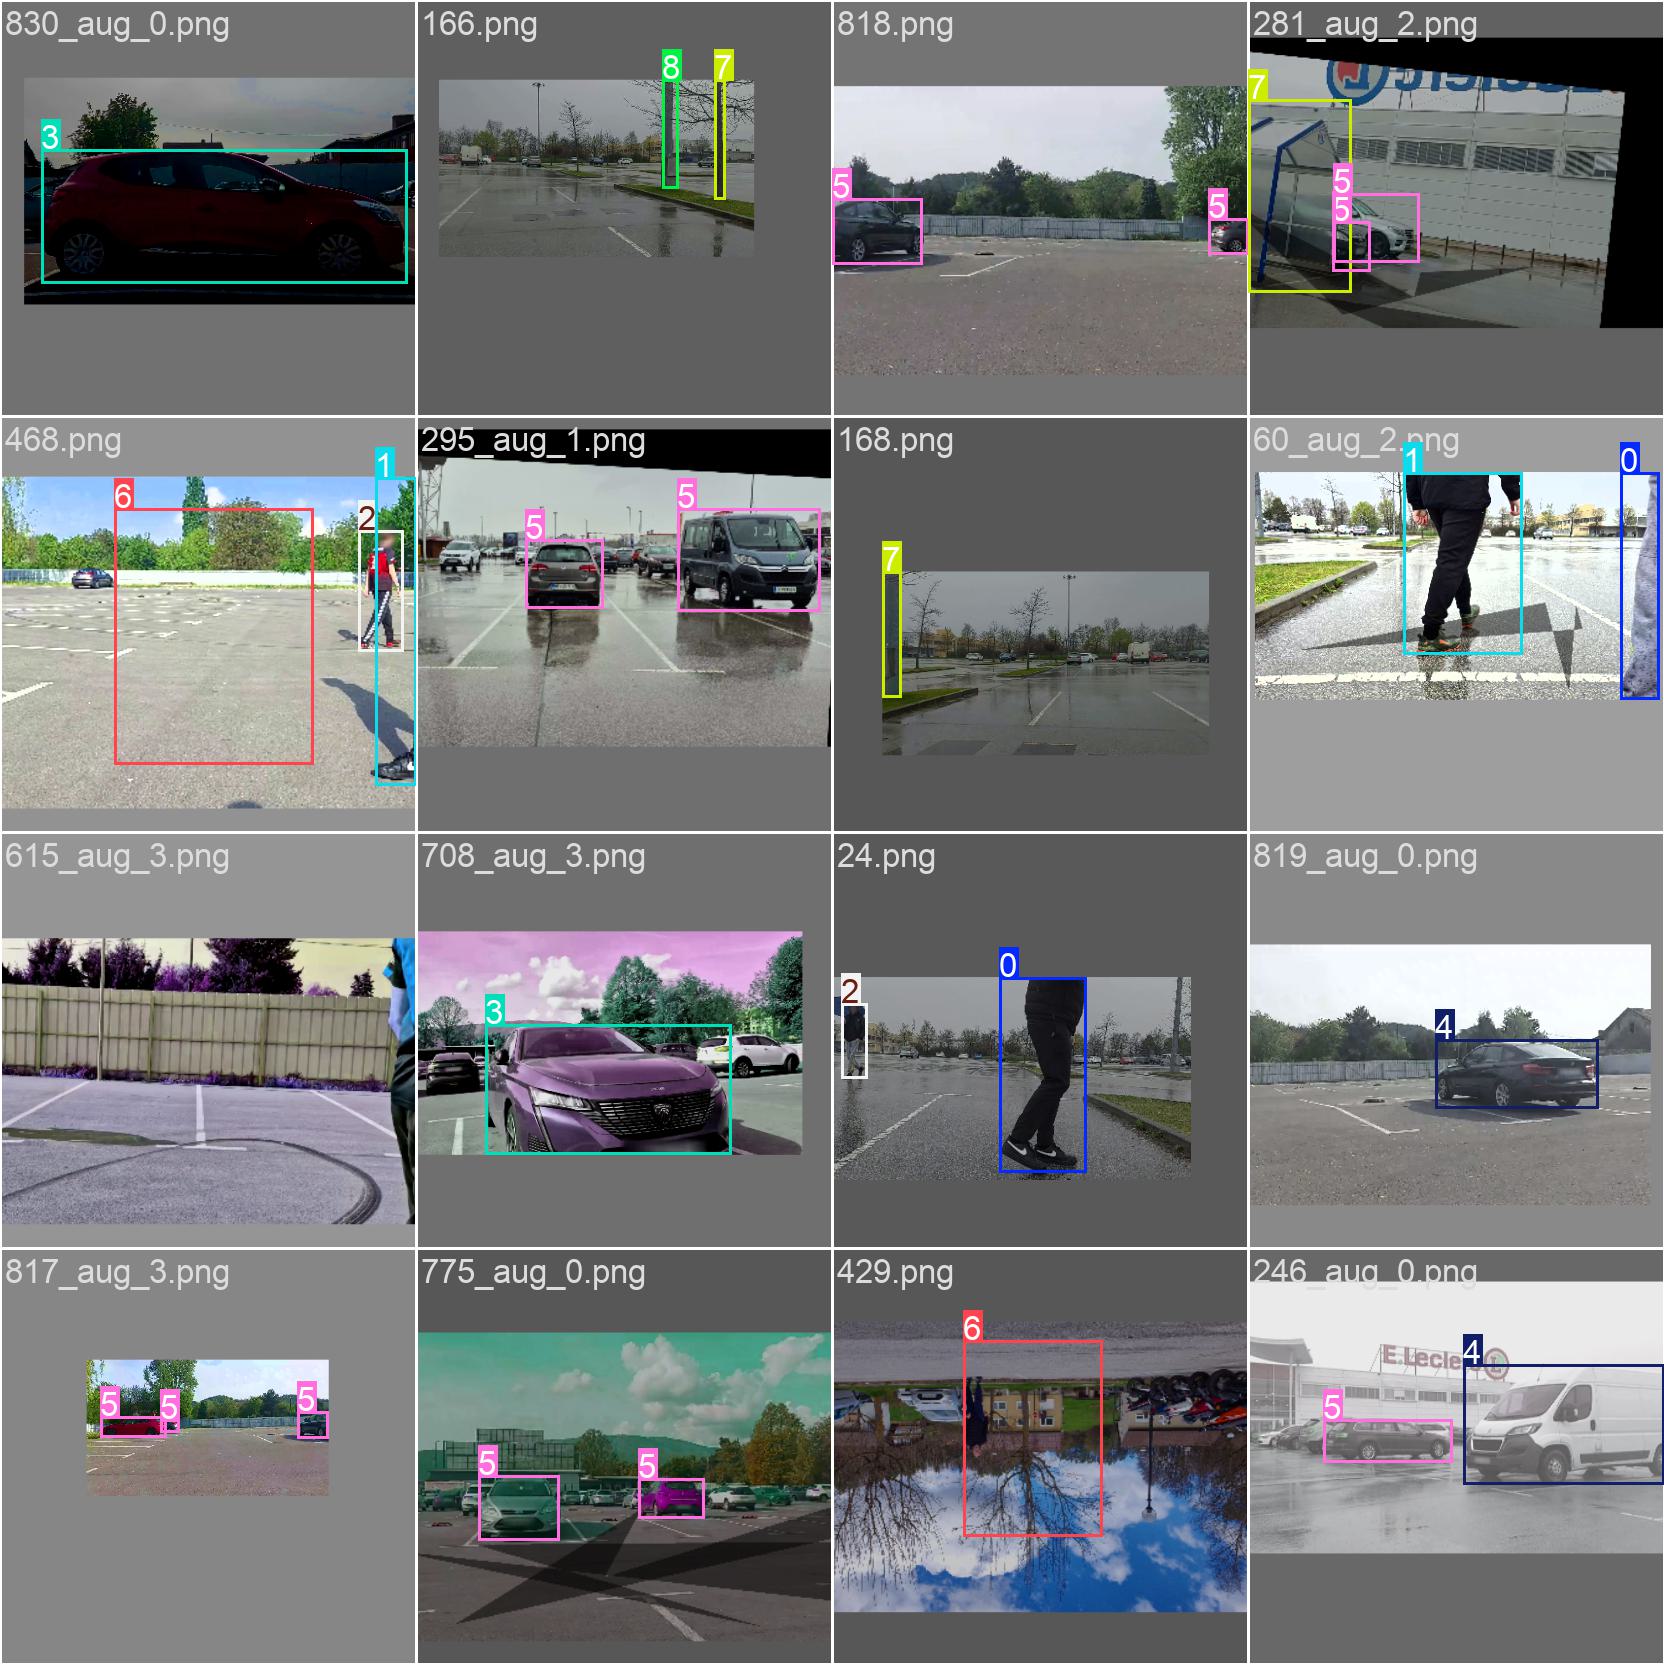 830_aug_0.png
166.png
818.png
281_aug_2.png
3
8
7
5
5
7
5
5
468.png
295_aug_1.png
168.png
60_aug_2.png
6
2
1
5
5
7
1
0
615_aug_3.png
708_aug_3.png
24.png
819_aug_0.png
3
2
0
4
817_aug_3.png
775_aug_0.png
429.png
246_aug_0.png
5
5
5
5
5
6
E.Leclerc
5
4